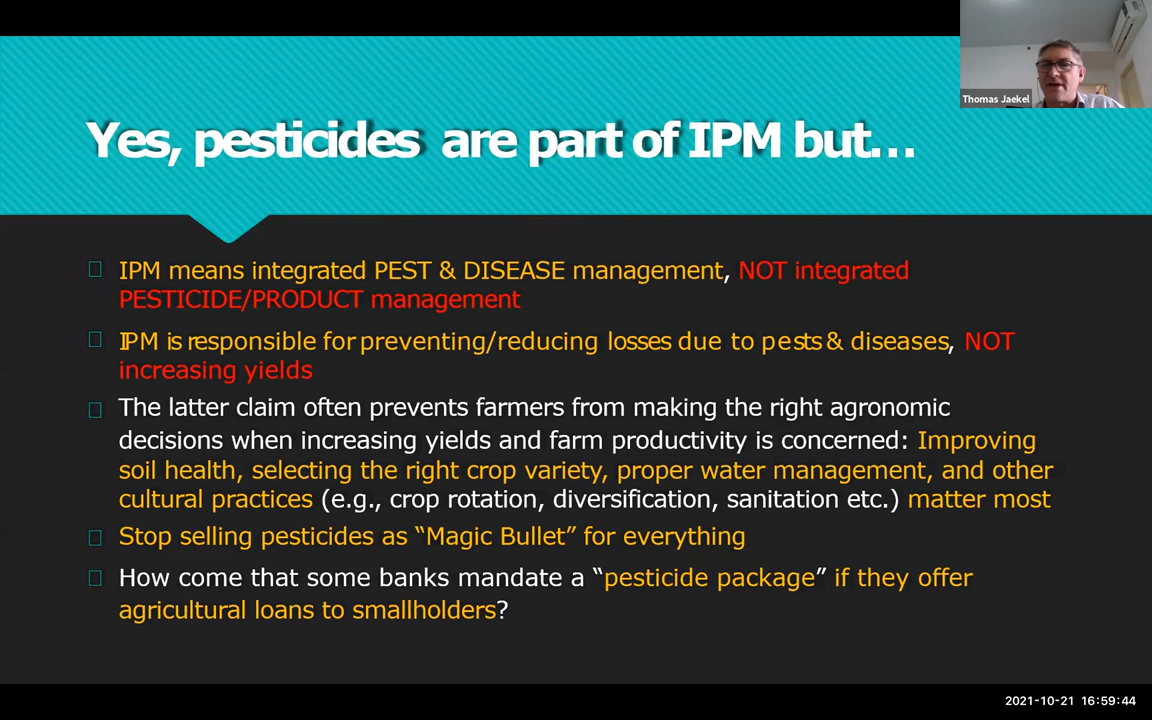 Thomas Jaekel
Yes, pesticides are part of IPM but…
IPM means integrated PEST & DISEASE management, NOT integrated
PESTICIDE/PRODUCT management
IPM is responsible for preventing/reducing losses due to pests & diseases, NOT
increasing yields
The latter claim often prevents farmers from making the right agronomic
decisions when increasing yields and farm productivity is concerned: Improving
soil health, selecting the right crop variety, proper water management, and other
cultural practices (e.g., crop rotation, diversification, sanitation etc.) matter most
Stop selling pesticides as “Magic Bullet” for everything
How come that some banks mandate a “pesticide package” if they offer
agricultural loans to smallholders?
2021-10-21 16:59:44